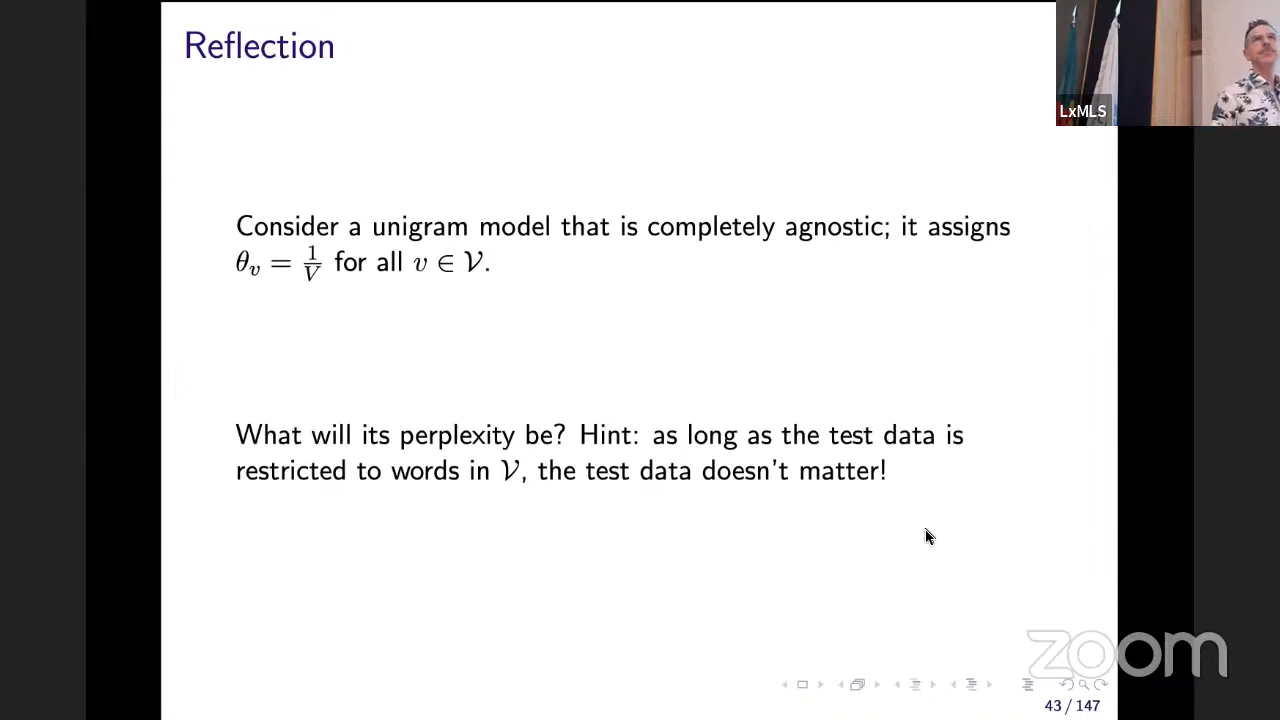 Reflection
LxMLS
Consider a unigram model that is completely agnostic; it assigns
θ_v = 1/V for all v ∈ 𝒱.
What will its perplexity be? Hint: as long as the test data is
restricted to words in 𝒱, the test data doesn't matter!
zoom
43 / 147